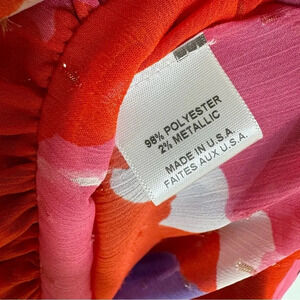 98% POLYESTER
2% METALLIC
MADE IN U.S.A.
FAITES AUX U.S.A.